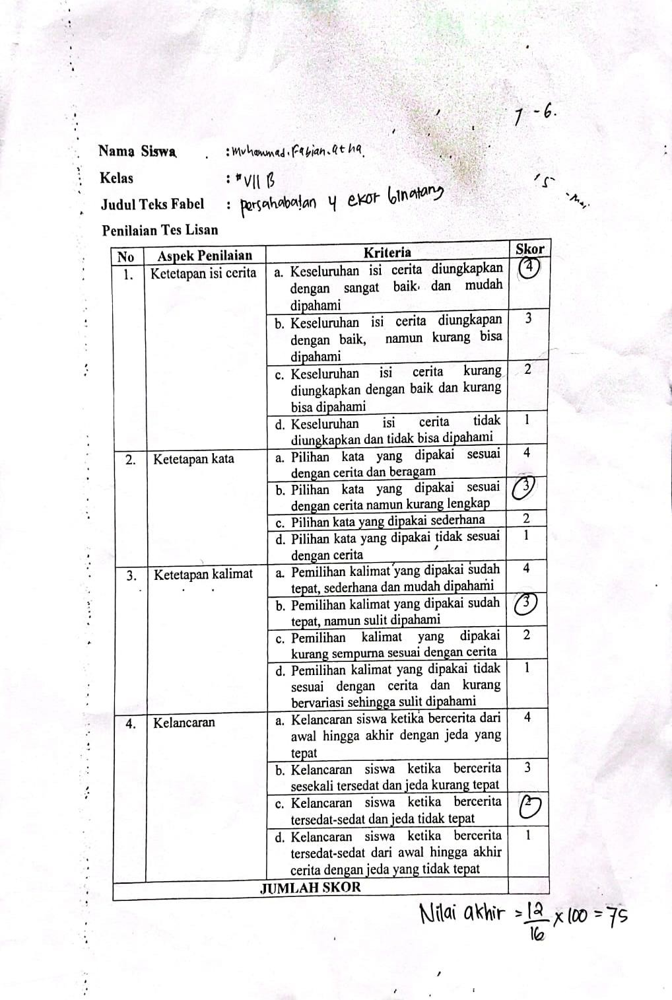 7 - 6.
Nama Siswa : Muhammad. Fabian. atha
Kelas : VII B
Judul Teks Fabel : persahabatan 4 ekor binatang
Penilaian Tes Lisan
No Aspek Penilaian Kriteria Skor
1. Ketetapan isi cerita a. Keseluruhan isi cerita diungkapkan 4
dengan sangat baik dan mudah
dipahami
b. Keseluruhan isi cerita diungkapan 3
dengan baik, namun kurang bisa
dipahami
c. Keseluruhan isi cerita kurang 2
diungkapkan dengan baik dan kurang
bisa dipahami
d. Keseluruhan isi cerita tidak 1
diungkapkan dan tidak bisa dipahami
2. Ketetapan kata a. Pilihan kata yang dipakai sesuai 4
dengan cerita dan beragam
b. Pilihan kata yang dipakai sesuai 3
dengan cerita namun kurang lengkap
c. Pilihan kata yang dipakai sederhana 2
d. Pilihan kata yang dipakai tidak sesuai 1
dengan cerita
3. Ketetapan kalimat a. Pemilihan kalimat yang dipakai sudah 4
tepat, sederhana dan mudah dipahami
b. Pemilihan kalimat yang dipakai sudah 3
tepat, namun sulit dipahami
c. Pemilihan kalimat yang dipakai 2
kurang sempurna sesuai dengan cerita
d. Pemilihan kalimat yang dipakai tidak 1
sesuai dengan cerita dan kurang
bervariasi sehingga sulit dipahami
4. Kelancaran a. Kelancaran siswa ketika bercerita dari 4
awal hingga akhir dengan jeda yang
tepat
b. Kelancaran siswa ketika bercerita 3
sesekali tersedat dan jeda kurang tepat
c. Kelancaran siswa ketika bercerita 2
tersedat-sedat dan jeda tidak tepat
d. Kelancaran siswa ketika bercerita 1
tersedat-sedat dari awal hingga akhir
cerita dengan jeda yang tidak tepat
JUMLAH SKOR
Nilai akhir = 12/16 x 100 = 75